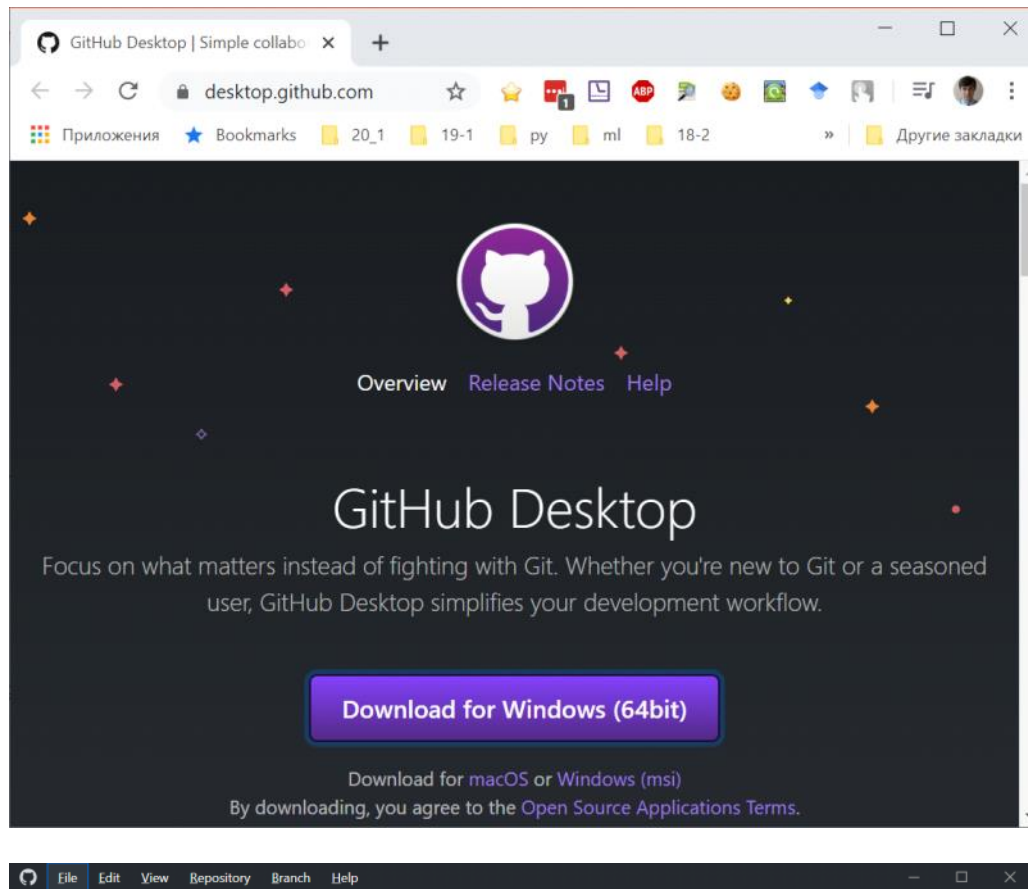 GitHub Desktop | Simple collabo
desktop.github.com
1
ABP
Приложения Bookmarks 20_1 19-1 py ml 18-2 » Другие закладки
Overview Release Notes Help
GitHub Desktop
Focus on what matters instead of fighting with Git. Whether you're new to Git or a seasoned
user, GitHub Desktop simplifies your development workflow.
Download for Windows (64bit)
Download for macOS or Windows (msi)
By downloading, you agree to the Open Source Applications Terms.
File Edit View Repository Branch Help